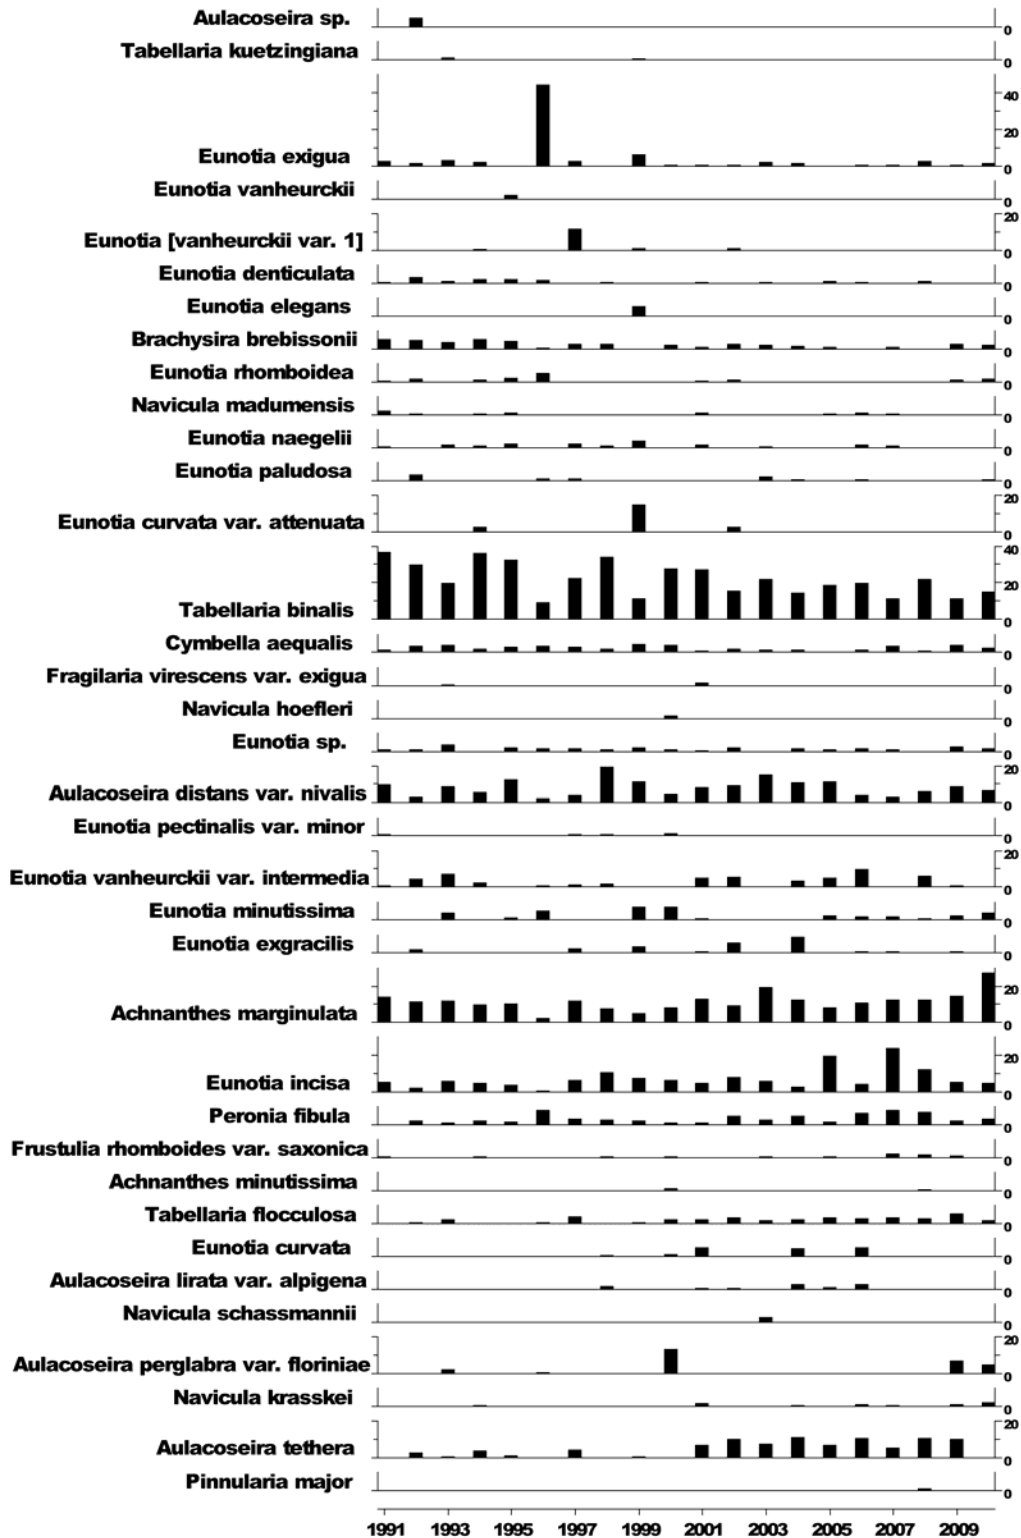 Aulacoseira sp.
0
Tabellaria kuetzingiana
0
40
20
Eunotia exigua
0
Eunotia vanheurckii
0
20
Eunotia [vanheurckii var. 1]
0
Eunotia denticulata
0
Eunotia elegans
0
Brachysira brebissonii
0
Eunotia rhomboidea
0
Navicula madumensis
0
Eunotia naegelii
0
Eunotia paludosa
0
20
Eunotia curvata var. attenuata
0
40
20
Tabellaria binalis
0
Cymbella aequalis
0
Fragilaria virescens var. exigua
0
Navicula hoefleri
0
Eunotia sp.
0
20
Aulacoseira distans var. nivalis
0
Eunotia pectinalis var. minor
0
20
Eunotia vanheurckii var. intermedia
0
Eunotia minutissima
0
Eunotia exgracilis
0
20
Achnanthes marginulata
0
20
Eunotia incisa
0
Peronia fibula
0
Frustulia rhomboides var. saxonica
0
Achnanthes minutissima
0
Tabellaria flocculosa
0
Eunotia curvata
0
Aulacoseira lirata var. alpigena
0
Navicula schassmannii
0
20
Aulacoseira perglabra var. floriniae
0
Navicula krasskei
0
20
Aulacoseira tethera
0
Pinnularia major
0
1991 1993 1995 1997 1999 2001 2003 2005 2007 2009